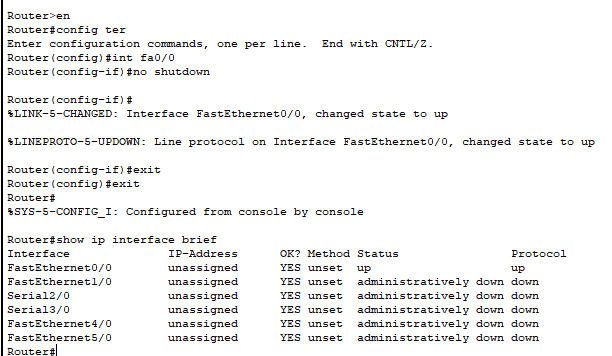 Router>en
Router#config ter
Enter configuration commands, one per line.  End with CNTL/Z.
Router(config)#int fa0/0
Router(config-if)#no shutdown
Router(config-if)#
%LINK-5-CHANGED: Interface FastEthernet0/0, changed state to up
%LINEPROTO-5-UPDOWN: Line protocol on Interface FastEthernet0/0, changed state to up
Router(config-if)#exit
Router(config)#exit
Router#
%SYS-5-CONFIG_I: Configured from console by console
Router#show ip interface brief
Interface              IP-Address      OK? Method Status                Protocol
FastEthernet0/0        unassigned      YES unset  up                    up
FastEthernet1/0        unassigned      YES unset  administratively down down
Serial2/0              unassigned      YES unset  administratively down down
Serial3/0              unassigned      YES unset  administratively down down
FastEthernet4/0        unassigned      YES unset  administratively down down
FastEthernet5/0        unassigned      YES unset  administratively down down
Router#